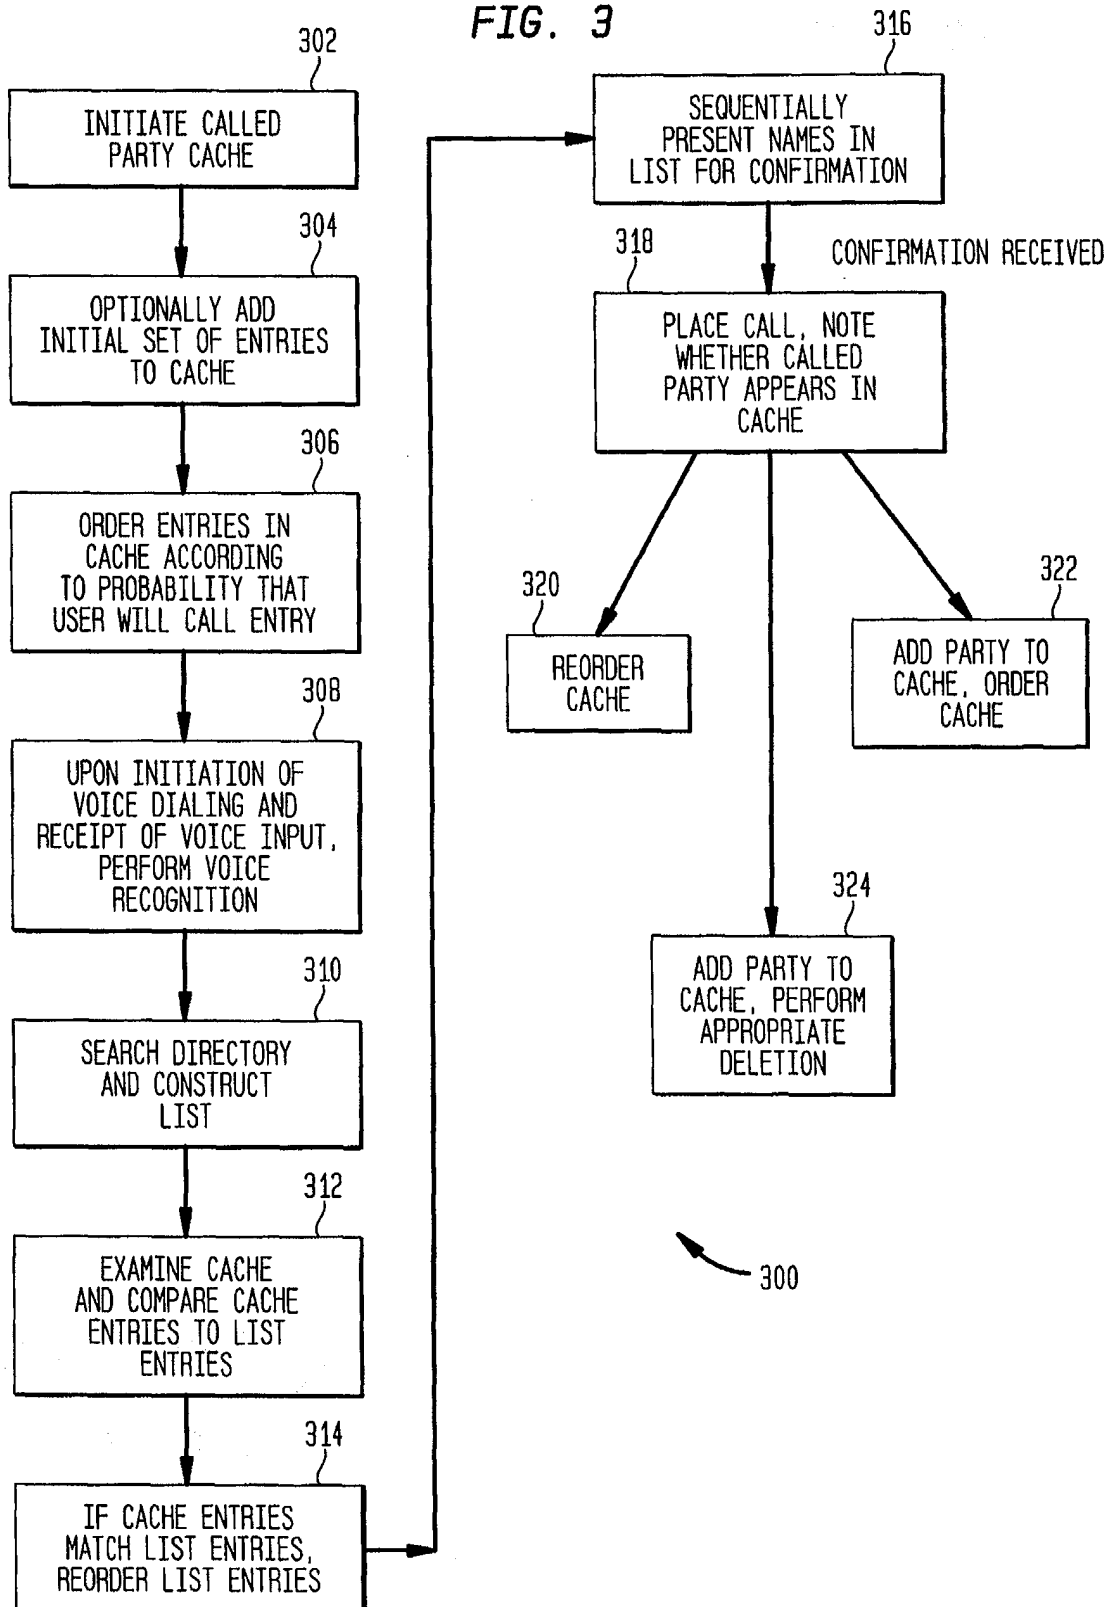 FIG. 3
302
INITIATE CALLED
PARTY CACHE
304
OPTIONALLY ADD
INITIAL SET OF ENTRIES
TO CACHE
306
ORDER ENTRIES IN
CACHE ACCORDING
TO PROBABILITY THAT
USER WILL CALL ENTRY
308
UPON INITIATION OF
VOICE DIALING AND
RECEIPT OF VOICE INPUT,
PERFORM VOICE
RECOGNITION
310
SEARCH DIRECTORY
AND CONSTRUCT
LIST
312
EXAMINE CACHE
AND COMPARE CACHE
ENTRIES TO LIST
ENTRIES
314
IF CACHE ENTRIES
MATCH LIST ENTRIES,
REORDER LIST ENTRIES
316
SEQUENTIALLY
PRESENT NAMES IN
LIST FOR CONFIRMATION
CONFIRMATION RECEIVED
318
PLACE CALL, NOTE
WHETHER CALLED
PARTY APPEARS IN
CACHE
320
REORDER
CACHE
322
ADD PARTY TO
CACHE, ORDER
CACHE
324
ADD PARTY TO
CACHE, PERFORM
APPROPRIATE
DELETION
300